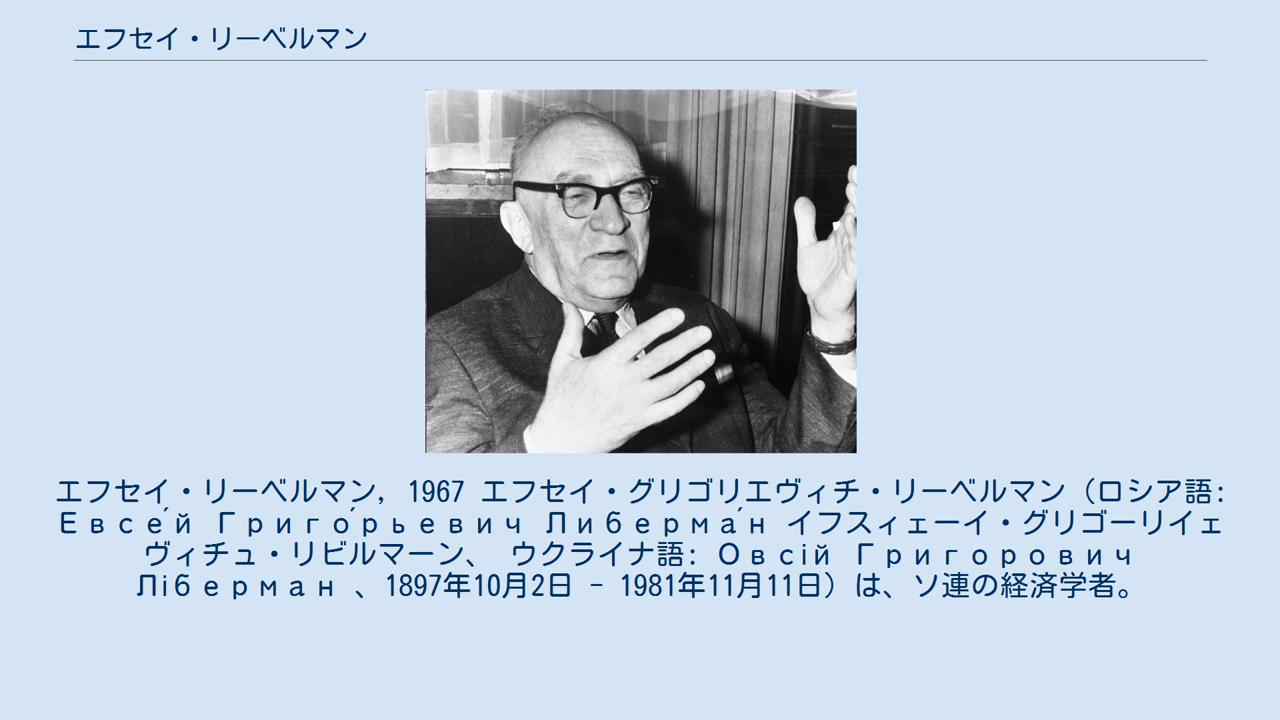 エフセイ・リーベルマン
エフセイ・リーベルマン, 1967 エフセイ・グリゴリエヴィチ・リーベルマン（ロシア語:
Евсе́й Григо́рьевич Либерма́н イフスィェーイ・グリゴーリイェ
ヴィチュ・リビルマーン、 ウクライナ語: Овсій Григорович
Ліберман 、1897年10月2日 - 1981年11月11日）は、ソ連の経済学者。